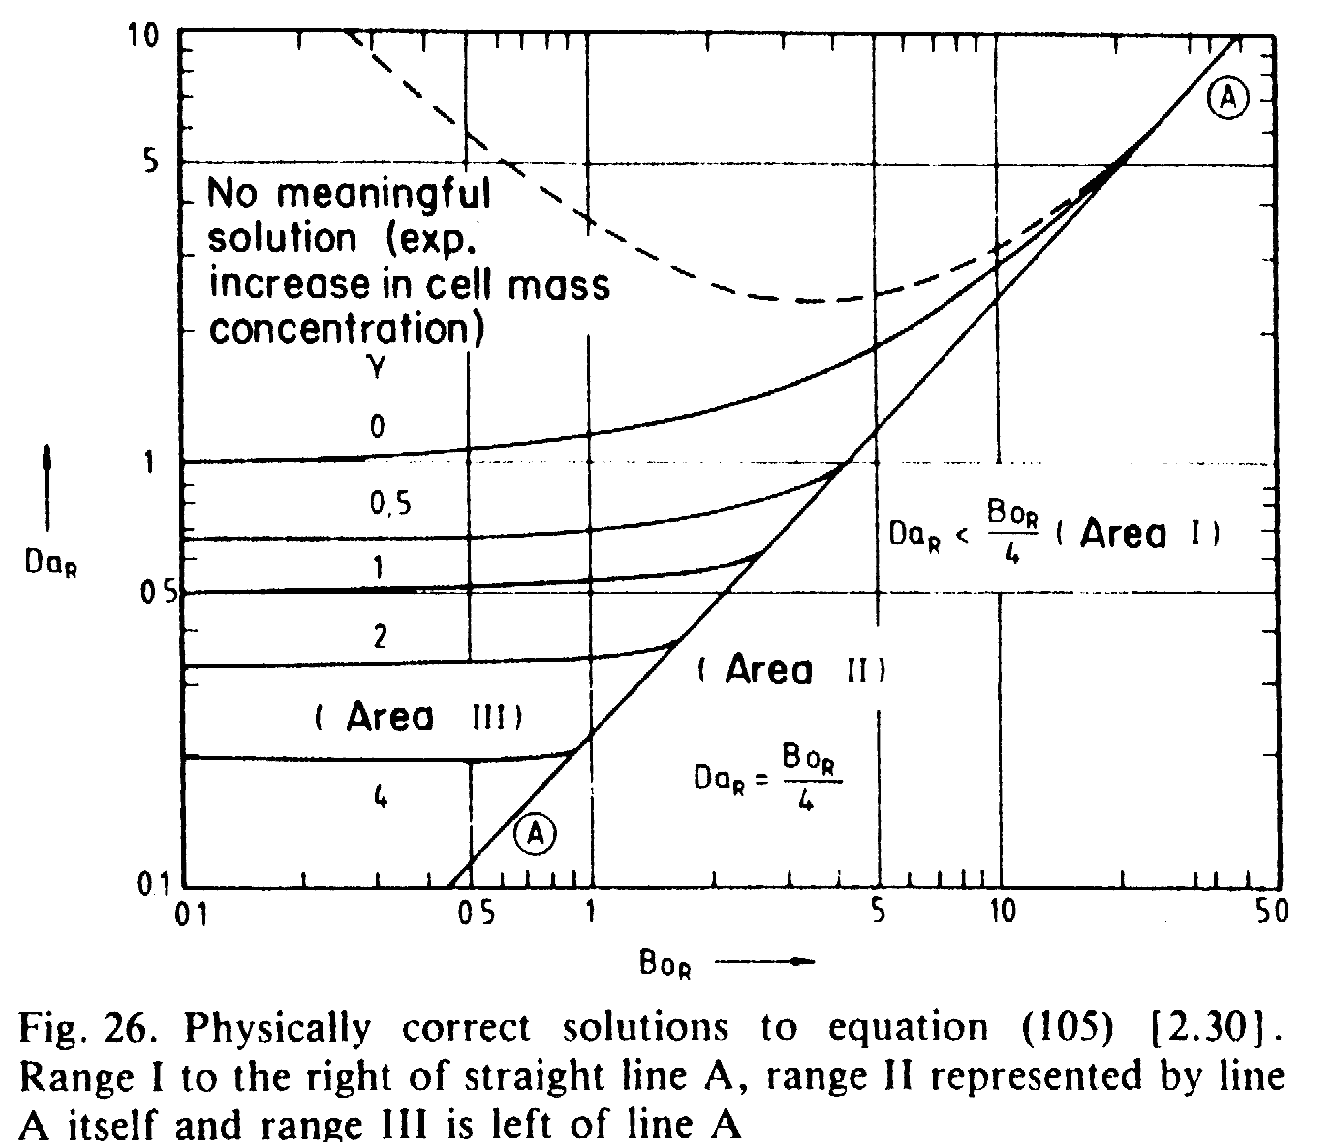 10
5
1
0 5
0 1
Da_R
No meaningful
solution (exp.
increase in cell mass
concentration)
γ
0
0,5
1
2
4
A
Da_R < Bo_R/4 ( Area I )
( Area II )
( Area III )
Da_R = Bo_R/4
A
0 1 0 5 1 5 10 5 0
Bo_R
Fig. 26. Physically correct solutions to equation (105) [2.30].
Range I to the right of straight line A, range II represented by line
A itself and range III is left of line A